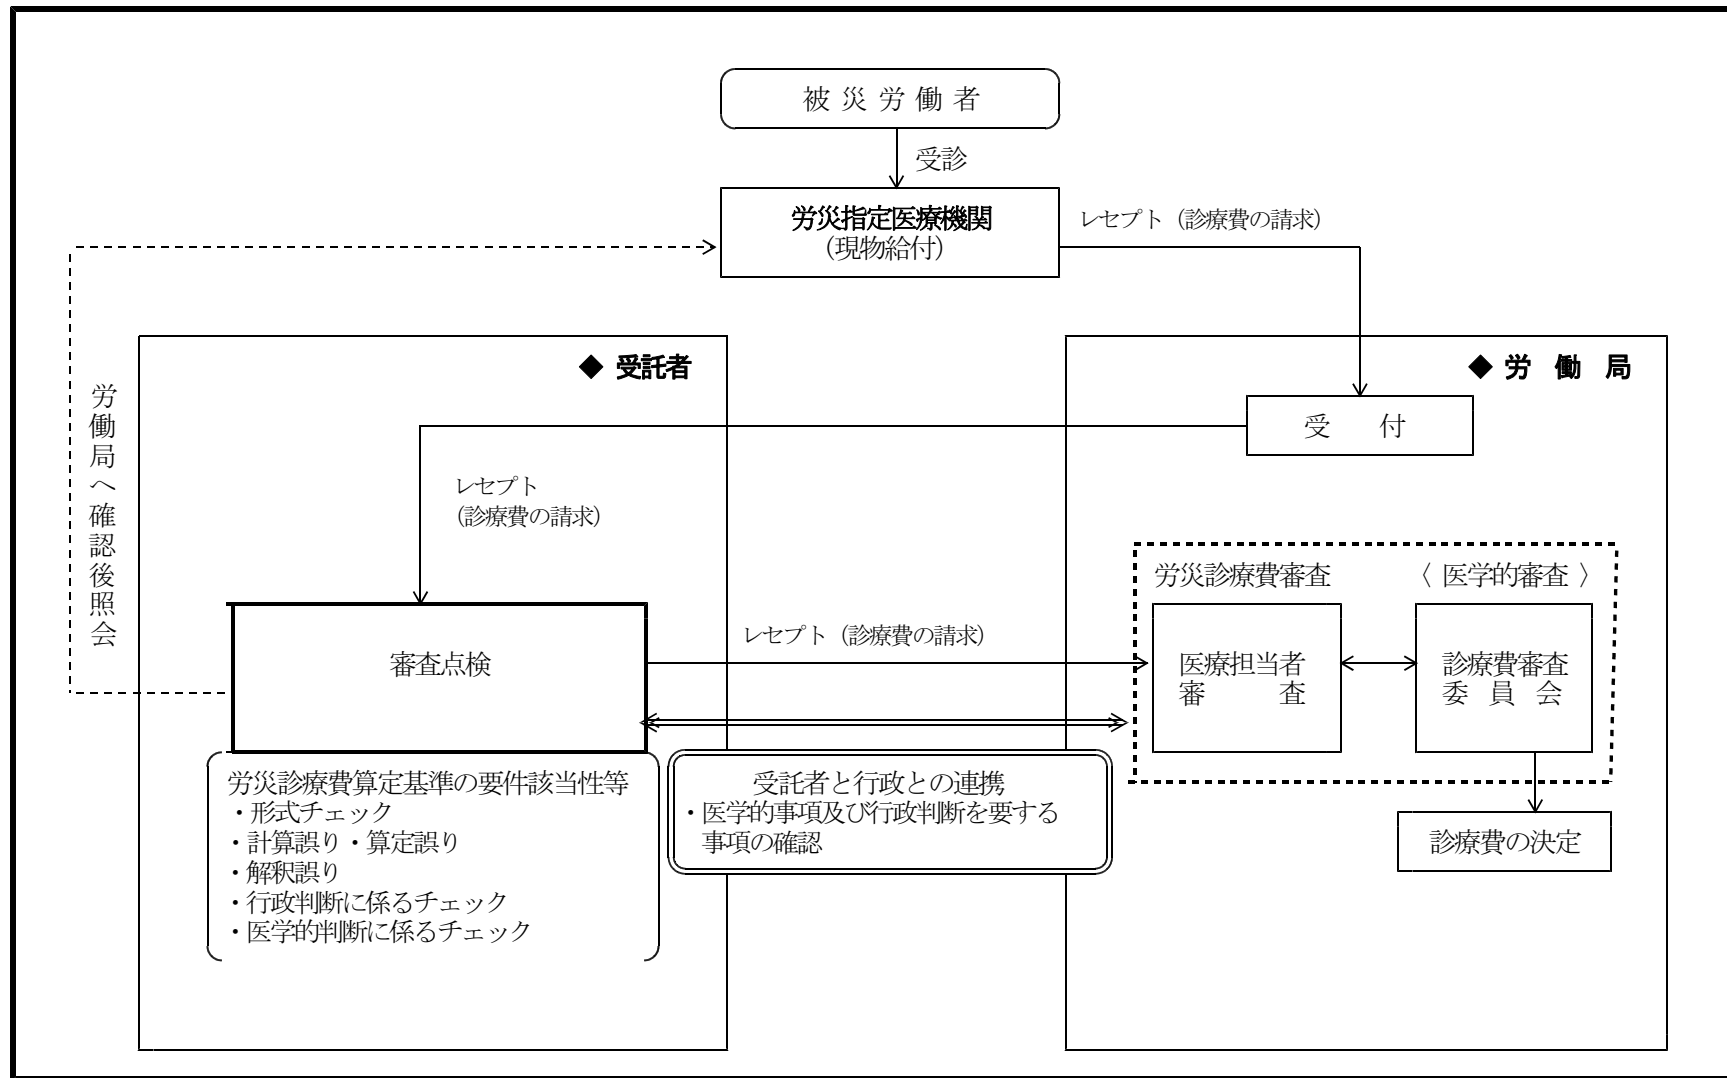 被災労働者
受診
労災指定医療機関
（現物給付）
レセプト（診療費の請求）
◆ 受託者
◆ 労　働　局
受　付
労働局へ確認後照会
レセプト
（診療費の請求）
労災診療費審査　〈 医学的審査 〉
審査点検
レセプト（診療費の請求）
医療担当者
審　　査
診療費審査
委　員　会
労災診療費算定基準の要件該当性等
・形式チェック
・計算誤り・算定誤り
・解釈誤り
・行政判断に係るチェック
・医学的判断に係るチェック
受託者と行政との連携
・医学的事項及び行政判断を要する
事項の確認
診療費の決定